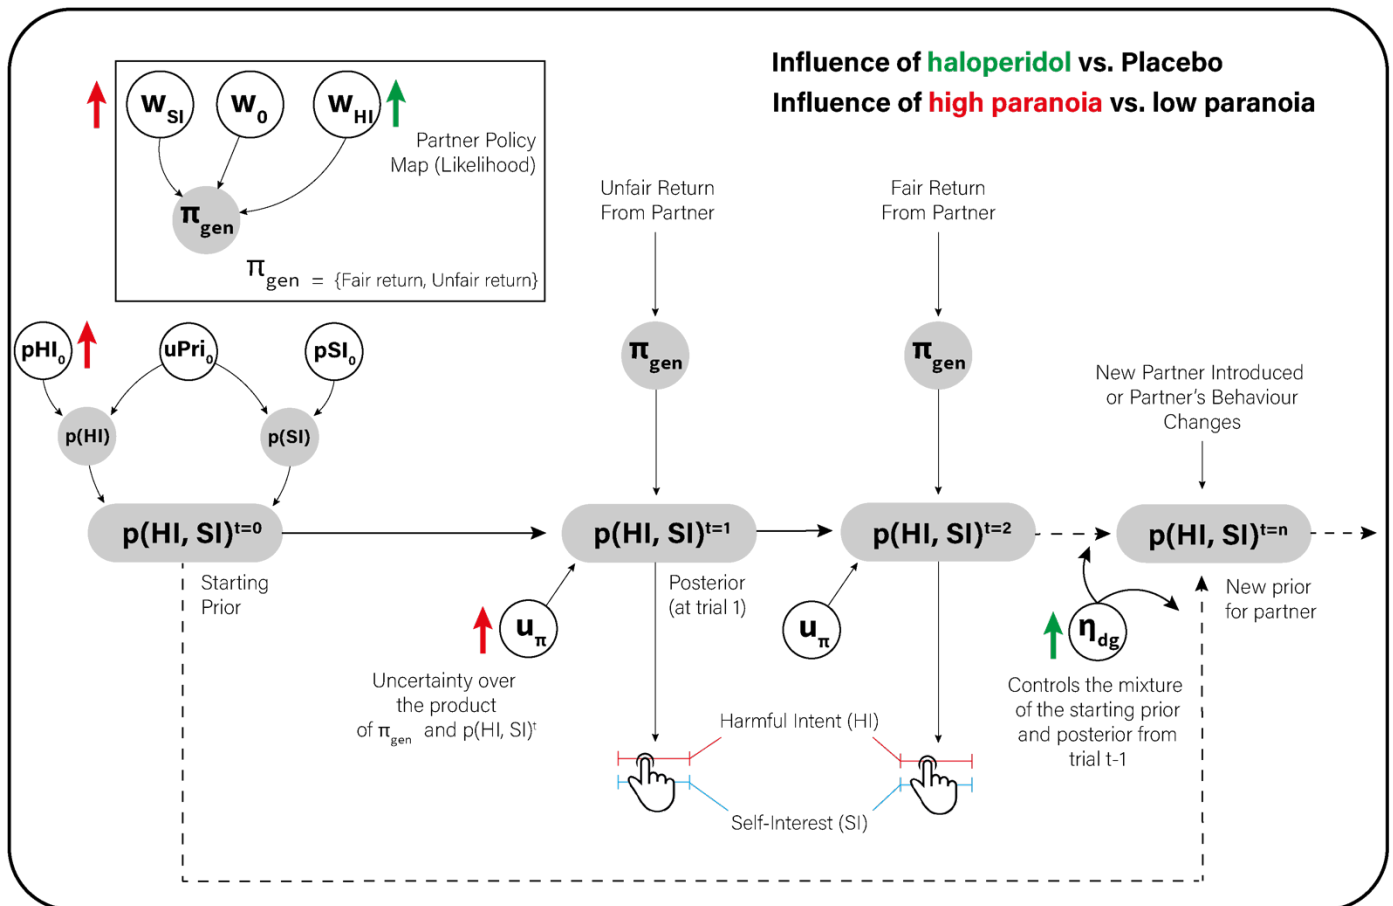 Influence of haloperidol vs. Placebo
Influence of high paranoia vs. low paranoia
W_SI
W_0
W_HI
Partner Policy
Map (Likelihood)
π_gen
π_gen = {Fair return, Unfair return}
Unfair Return
From Partner
Fair Return
From Partner
π_gen
π_gen
pHI_0
uPri_0
pSI_0
p(HI)
p(SI)
New Partner Introduced
or Partner's Behaviour
Changes
p(HI, SI)^t=0
p(HI, SI)^t=1
p(HI, SI)^t=2
p(HI, SI)^t=n
Starting
Prior
Posterior
(at trial 1)
New prior
for partner
u_π
u_π
η_dg
Uncertainty over
the product
of π_gen and p(HI, SI)^t
Controls the mixture
of the starting prior
and posterior from
trial t-1
Harmful Intent (HI)
Self-Interest (SI)